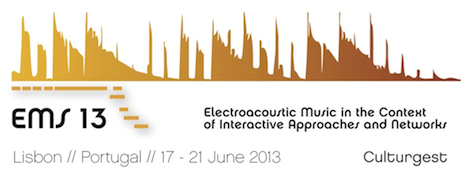 EMS 13
Electroacoustic Music in the Context
of Interactive Approaches and Networks
Lisbon // Portugal // 17 - 21 June 2013
Culturgest